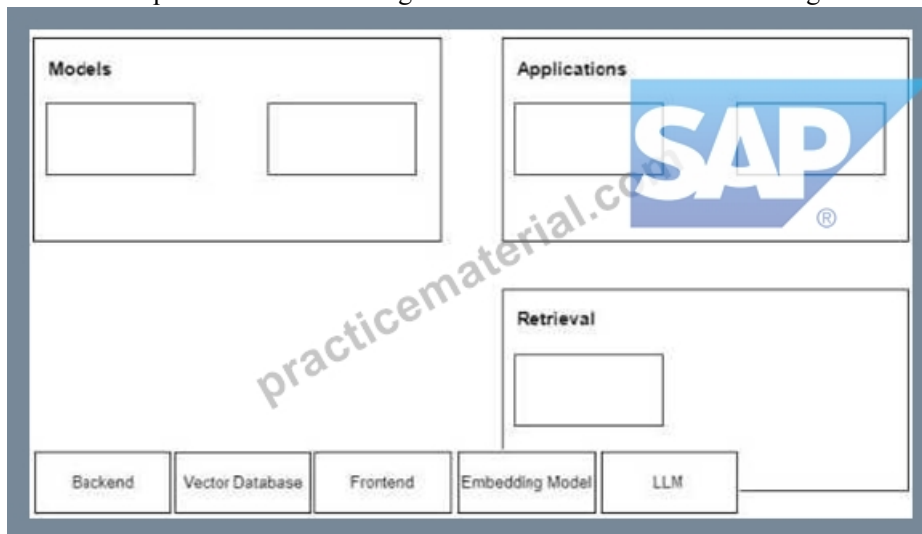 Models
Applications
SAP
®
practicematerial.com
Retrieval
Backend
Vector Database
Frontend
Embedding Model
LLM